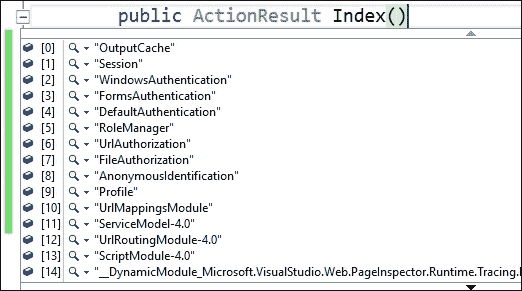 public ActionResult Index()
[0] "OutputCache"
[1] "Session"
[2] "WindowsAuthentication"
[3] "FormsAuthentication"
[4] "DefaultAuthentication"
[5] "RoleManager"
[6] "UrlAuthorization"
[7] "FileAuthorization"
[8] "AnonymousIdentification"
[9] "Profile"
[10] "UrlMappingsModule"
[11] "ServiceModel-4.0"
[12] "UrlRoutingModule-4.0"
[13] "ScriptModule-4.0"
[14] "__DynamicModule_Microsoft.VisualStudio.Web.PageInspector.Runtime.Tracing.